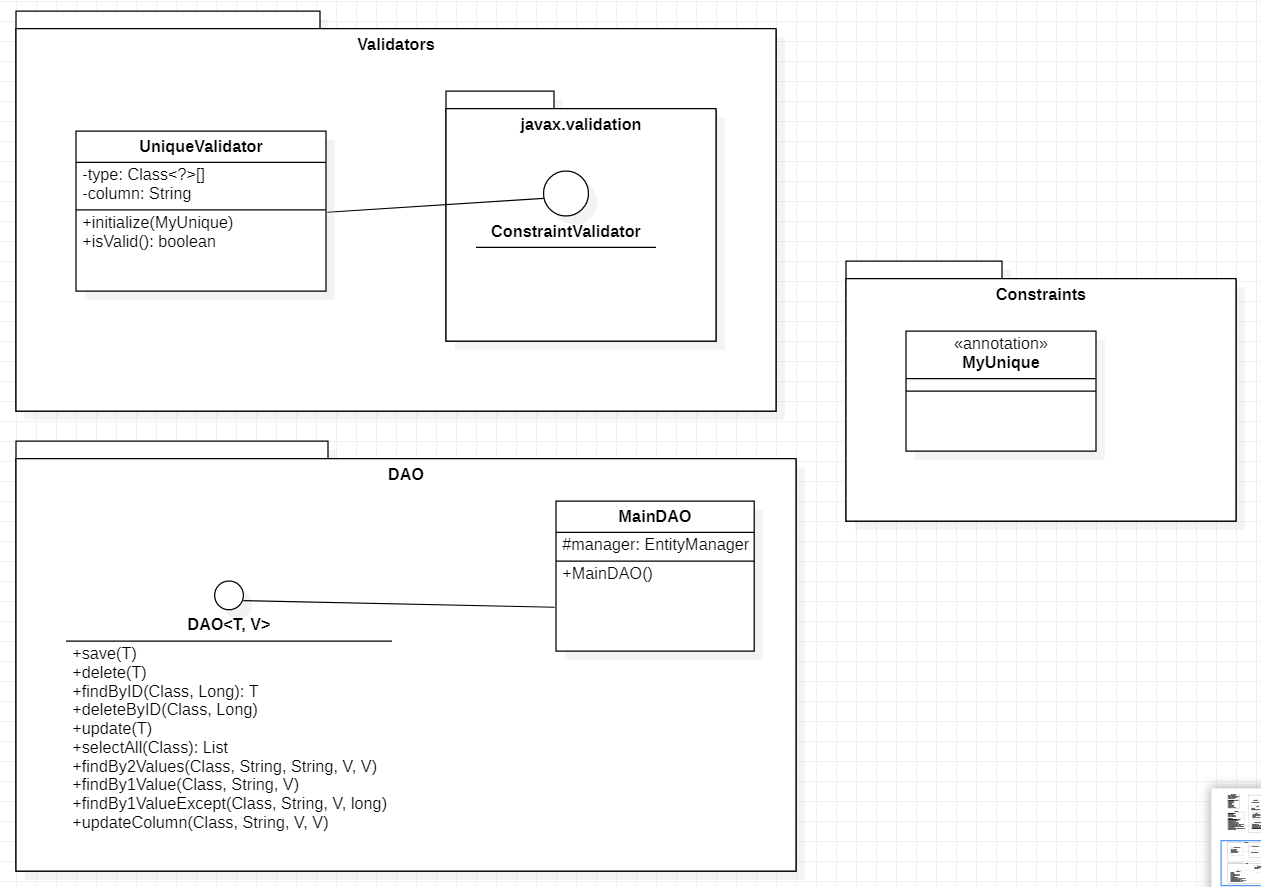 Validators
javax.validation
UniqueValidator
-type: Class<?>[]
-column: String
+initialize(MyUnique)
+isValid(): boolean
ConstraintValidator
Constraints
«annotation»
MyUnique
DAO
MainDAO
#manager: EntityManager
+MainDAO()
DAO<T, V>
+save(T)
+delete(T)
+findByID(Class, Long): T
+deleteByID(Class, Long)
+update(T)
+selectAll(Class): List
+findBy2Values(Class, String, String, V, V)
+findBy1Value(Class, String, V)
+findBy1ValueExcept(Class, String, V, long)
+updateColumn(Class, String, V, V)